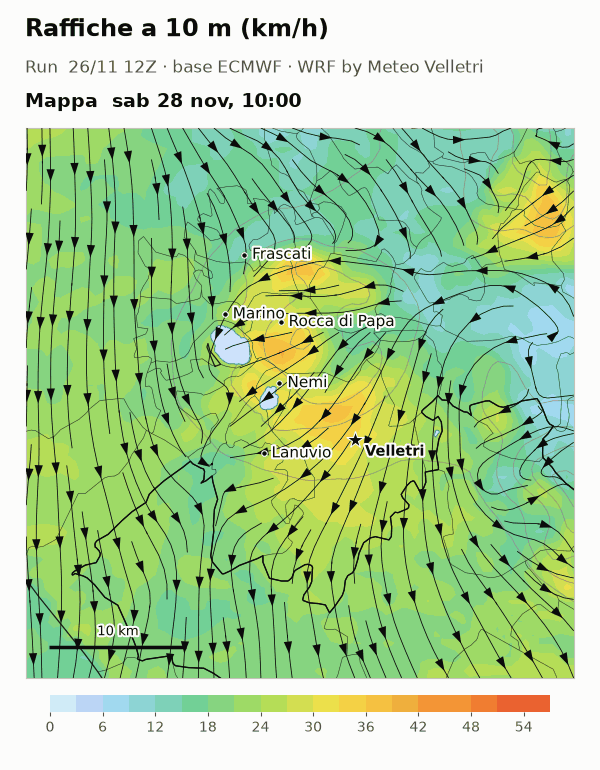 Raffiche a 10 m (km/h)
Run  26/11 12Z · base ECMWF · WRF by Meteo Velletri
Mappa  sab 28 nov, 10:00
Frascati
Marino
Rocca di Papa
Nemi
Velletri
Lanuvio
10 km
0 6 12 18 24 30 36 42 48 54